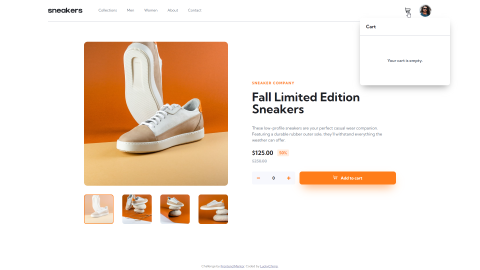 sneakers
Collections Men Women About Contact
Cart
Your cart is empty.
SNEAKER COMPANY
Fall Limited Edition
Sneakers
These low-profile sneakers are your perfect casual wear companion.
Featuring a durable rubber outer sole, they'll withstand everything the
weather can offer.
$125.00 50%
$250.00
- 0 +
Add to cart
Challenge by Frontend Mentor. Coded by